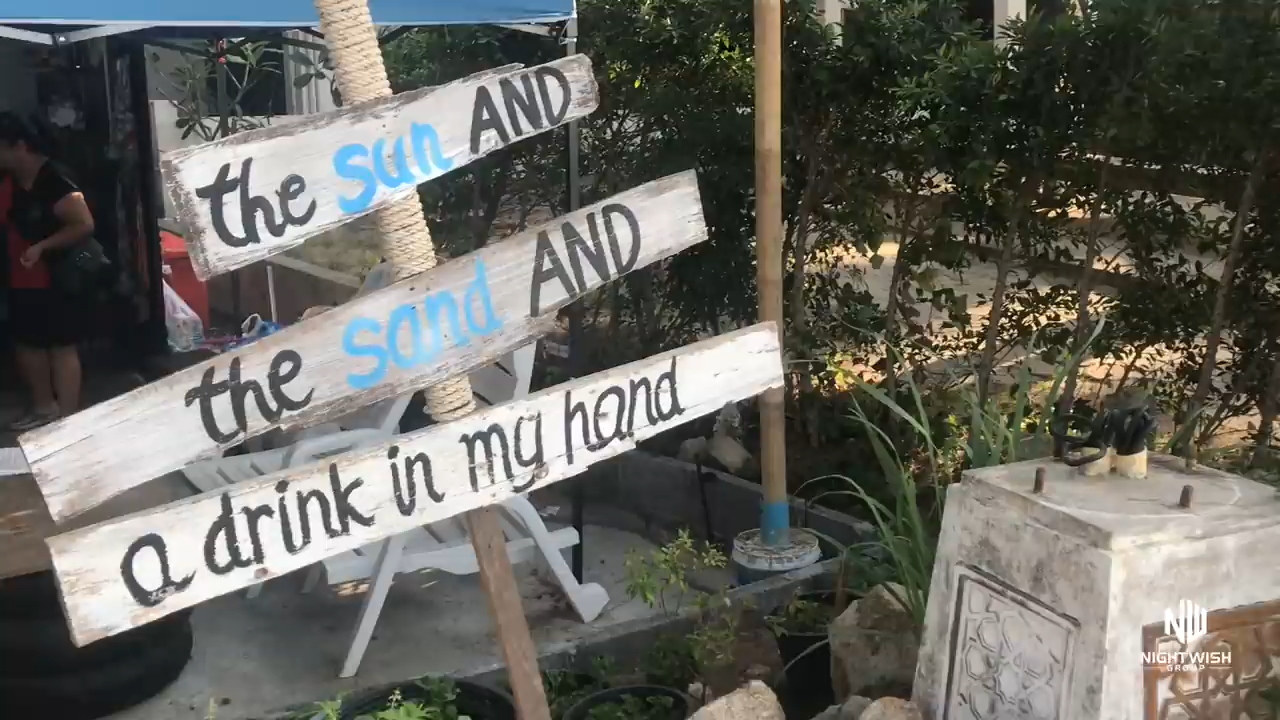 the sun AND
the sand AND
a drink in my hand
NIGHTWISH
GROUP